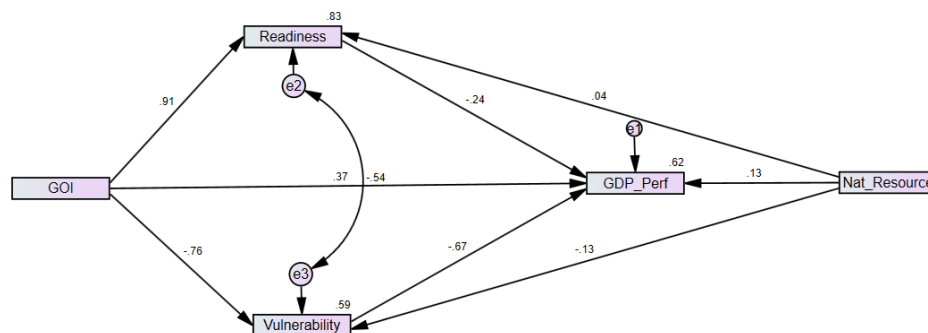 .83
Readiness
e2
.91
.04
-.24
e1
.62
GOI
.37
-.54
GDP_Perf
.13
Nat_Resource
-.76
-.67
-.13
e3
.59
Vulnerability